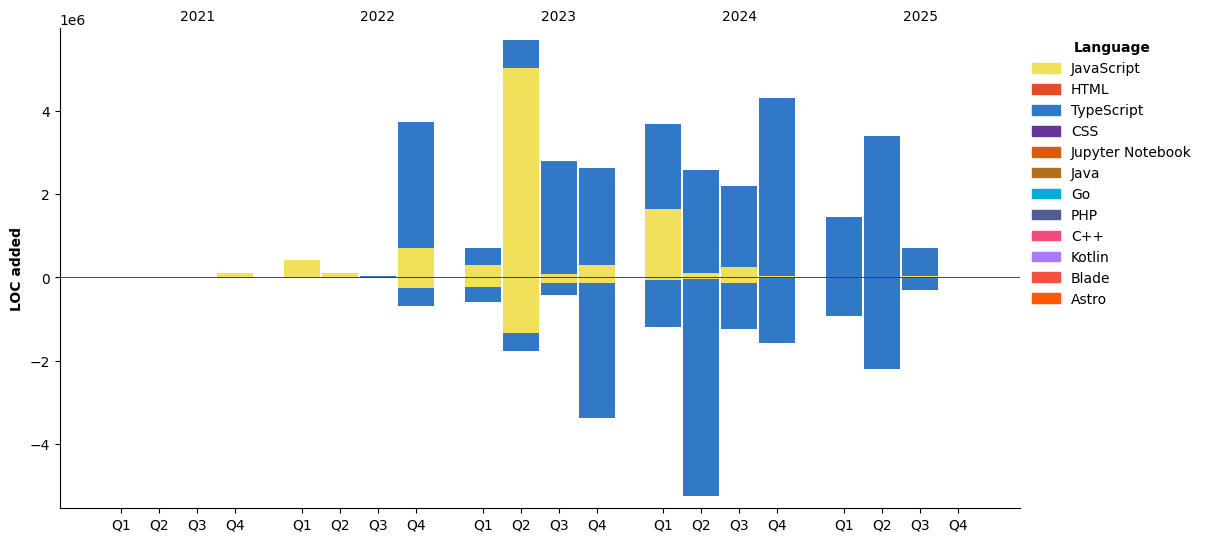 1e6
2021 2022 2023 2024 2025
LOC added
4
2
0
−2
−4
Q1 Q2 Q3 Q4 Q1 Q2 Q3 Q4 Q1 Q2 Q3 Q4 Q1 Q2 Q3 Q4 Q1 Q2 Q3 Q4
Language
JavaScript
HTML
TypeScript
CSS
Jupyter Notebook
Java
Go
PHP
C++
Kotlin
Blade
Astro